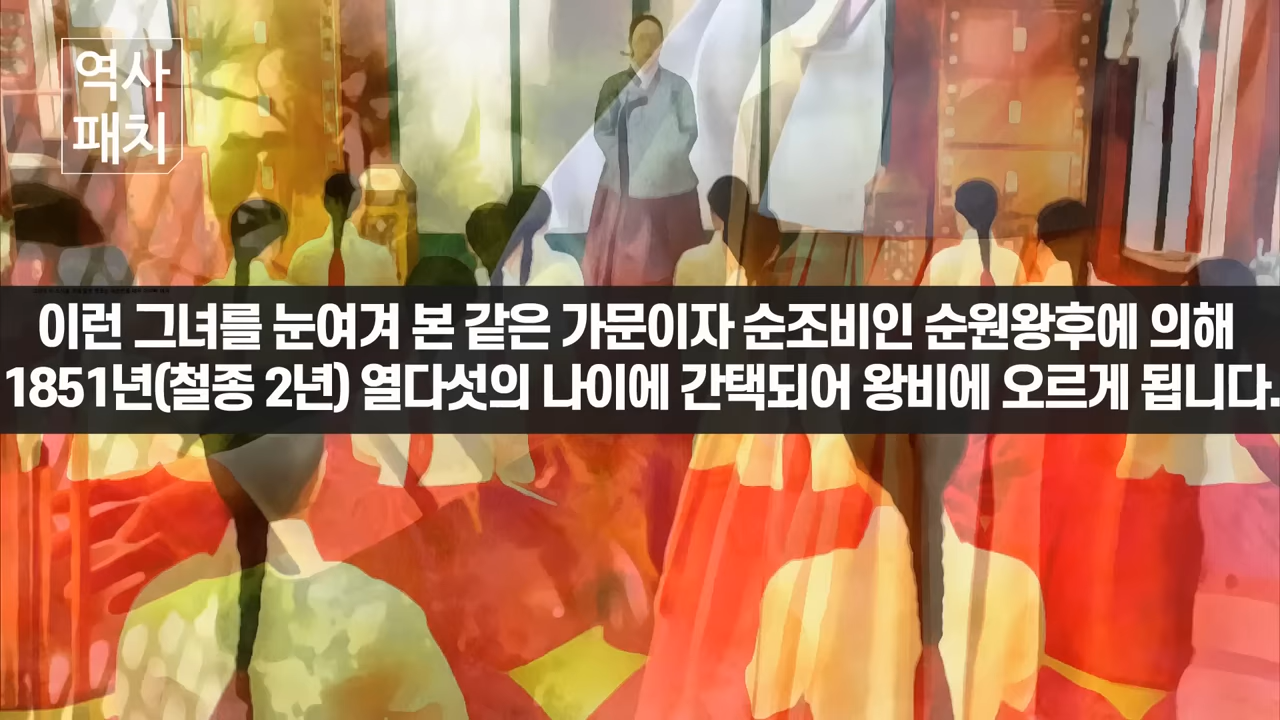 역사
패치
이런 그녀를 눈여겨 본 같은 가문이자 순조비인 순원왕후에 의해
1851년(철종 2년) 열다섯의 나이에 간택되어 왕비에 오르게 됩니다.